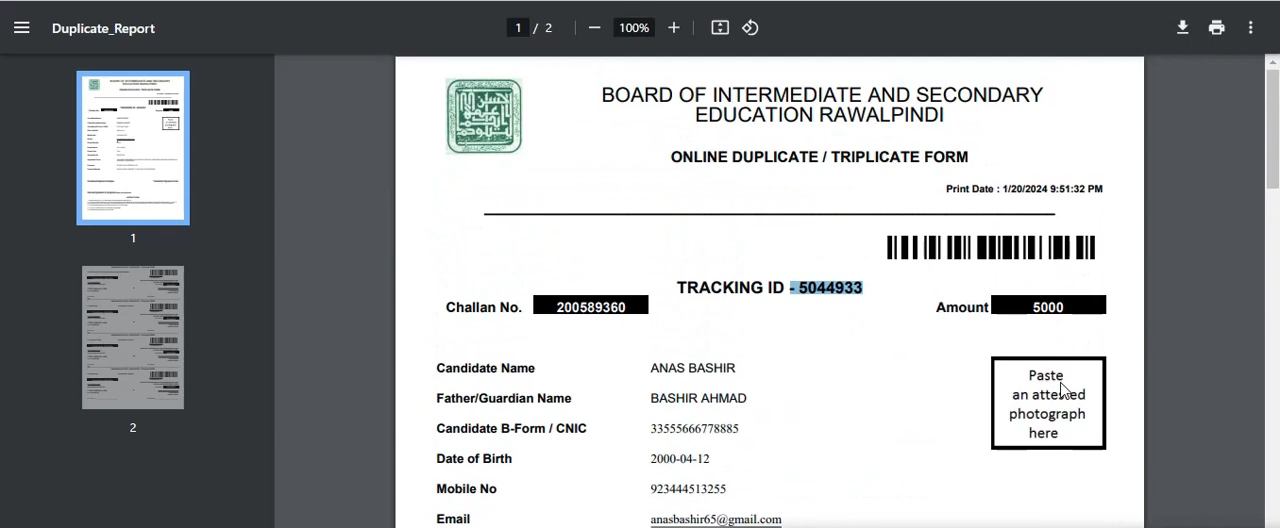 Duplicate_Report
1 / 2
100%
1
2
BOARD OF INTERMEDIATE AND SECONDARY
EDUCATION RAWALPINDI
ONLINE DUPLICATE / TRIPLICATE FORM
Print Date : 1/20/2024 9:51:32 PM
TRACKING ID - 5044933
Challan No. 200589360
Amount 5000
Candidate Name ANAS BASHIR
Father/Guardian Name BASHIR AHMAD
Candidate B-Form / CNIC 33555666778885
Date of Birth 2000-04-12
Mobile No 923444513255
Email anasbashir65@gmail.com
Paste
an attested
photograph
here